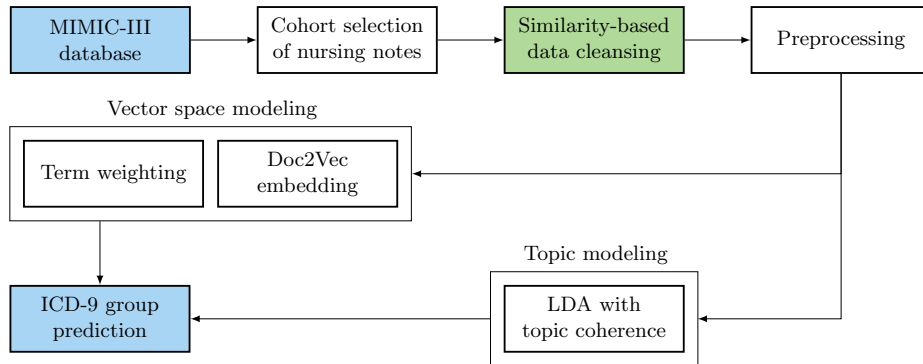 MIMIC-III
database
Cohort selection
of nursing notes
Similarity-based
data cleansing
Preprocessing
Vector space modeling
Term weighting
Doc2Vec
embedding
Topic modeling
LDA with
topic coherence
ICD-9 group
prediction